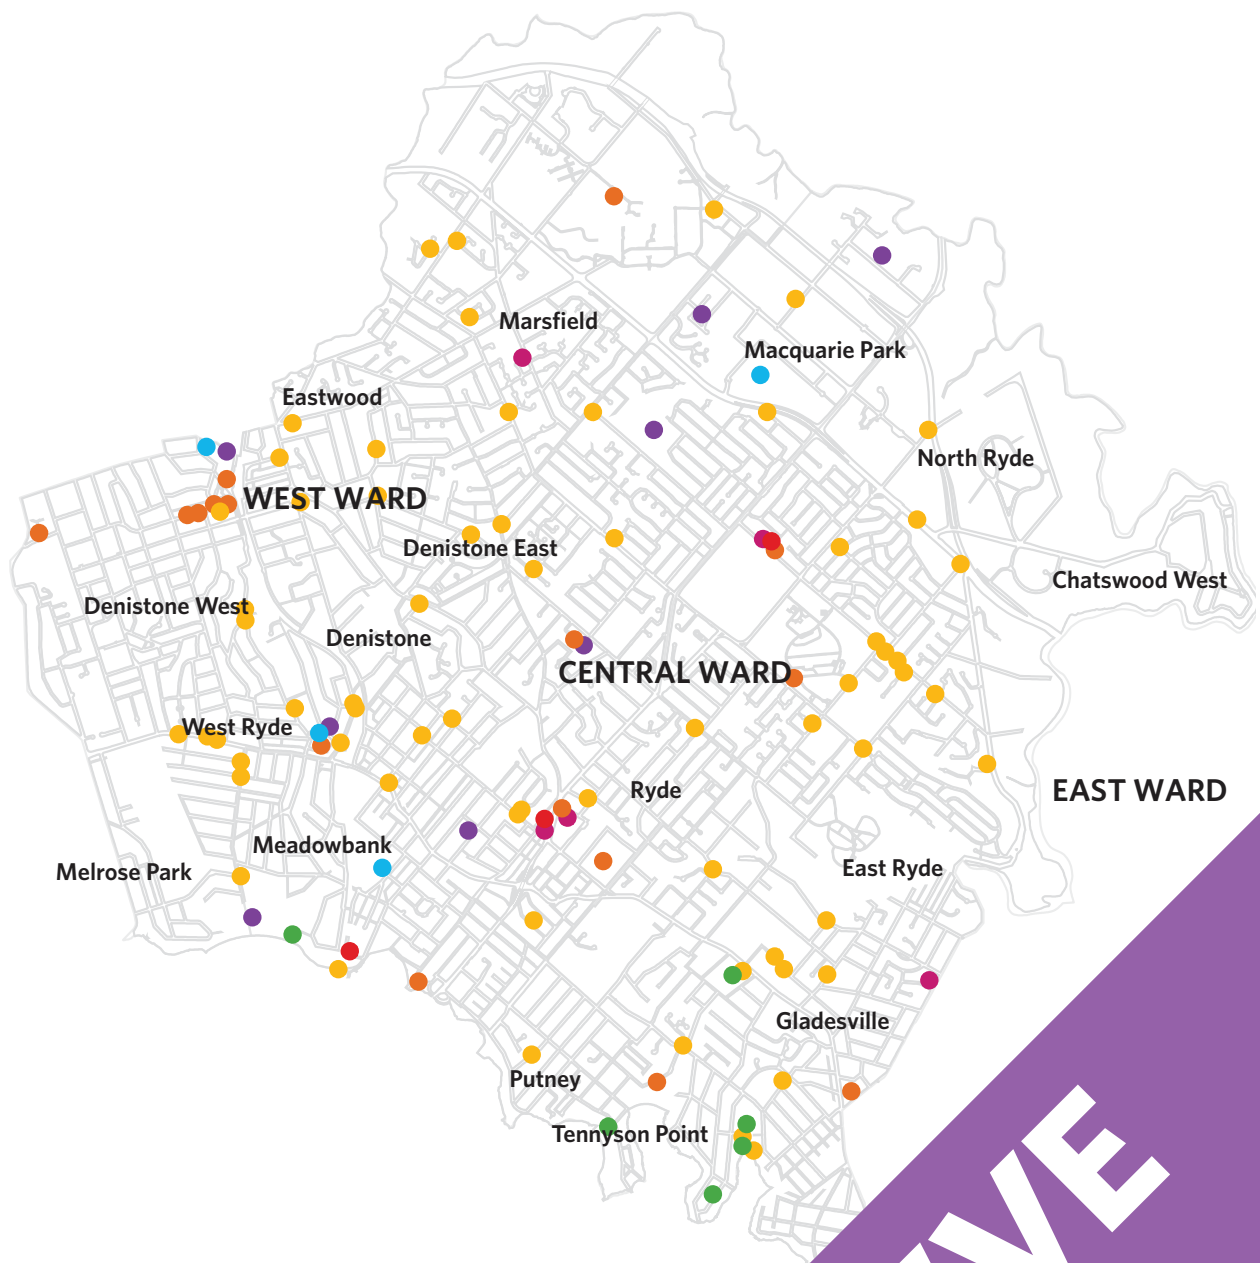 Marsfield
Macquarie Park
Eastwood
North Ryde
WEST WARD
Denistone East
Chatswood West
Denistone West
Denistone
CENTRAL WARD
West Ryde
Ryde
EAST WARD
Meadowbank
East Ryde
Melrose Park
Gladesville
Putney
Tennyson Point
VE